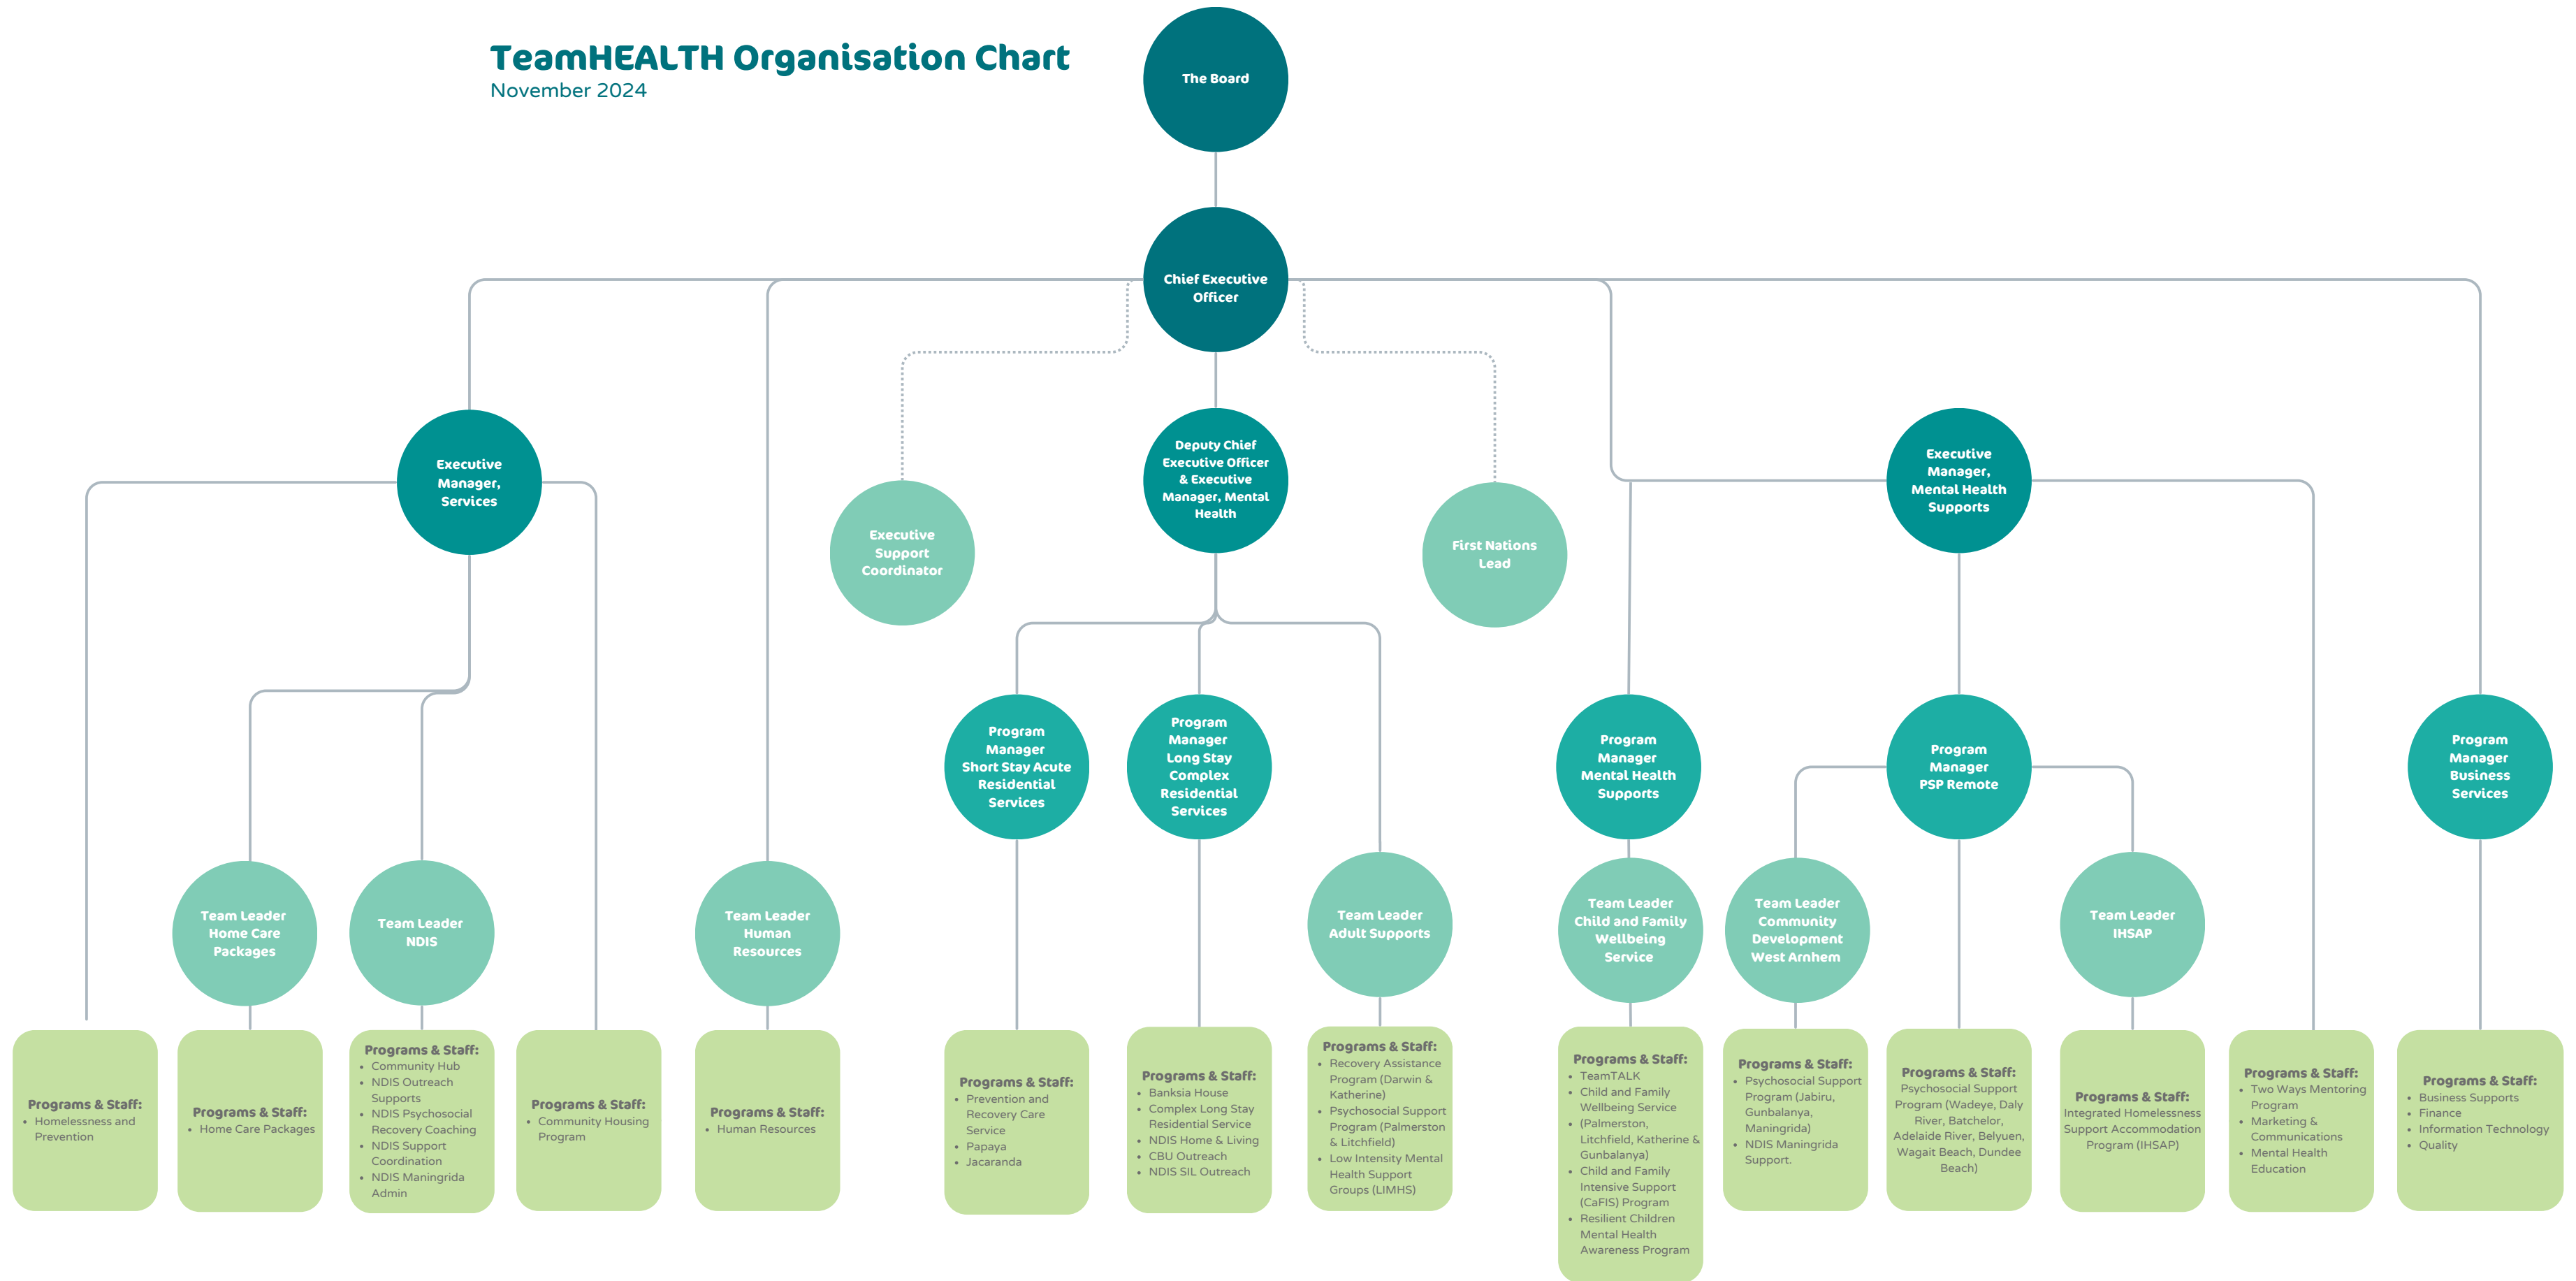 TeamHEALTH Organisation Chart
November 2024
The Board
Chief Executive
Officer
Executive
Manager,
Services
Executive
Support
Coordinator
Deputy Chief
Executive Officer
& Executive
Manager, Mental
Health
First Nations
Lead
Executive
Manager,
Mental Health
Supports
Program
Manager
Short Stay Acute
Residential
Services
Program
Manager
Long Stay
Complex
Residential
Services
Program
Manager
Mental Health
Supports
Program
Manager
PSP Remote
Program
Manager
Business
Services
Team Leader
Home Care
Packages
Team Leader
NDIS
Team Leader
Human
Resources
Team Leader
Adult Supports
Team Leader
Child and Family
Wellbeing
Service
Team Leader
Community
Development
West Arnhem
Team Leader
IHSAP
Programs & Staff:
• Homelessness and
Prevention
Programs & Staff:
• Home Care Packages
Programs & Staff:
• Community Hub
• NDIS Outreach
Supports
• NDIS Psychosocial
Recovery Coaching
• NDIS Support
Coordination
• NDIS Maningrida
Admin
Programs & Staff:
• Community Housing
Program
Programs & Staff:
• Human Resources
Programs & Staff:
• Prevention and
Recovery Care
Service
• Papaya
• Jacaranda
Programs & Staff:
• Banksia House
• Complex Long Stay
Residential Service
• NDIS Home & Living
• CBU Outreach
• NDIS SIL Outreach
Programs & Staff:
• Recovery Assistance
Program (Darwin &
Katherine)
• Psychosocial Support
Program (Palmerston
& Litchfield)
• Low Intensity Mental
Health Support
Groups (LIMHS)
Programs & Staff:
• TeamTALK
• Child and Family
Wellbeing Service
• (Palmerston,
Litchfield, Katherine &
Gunbalanya)
• Child and Family
Intensive Support
(CaFIS) Program
• Resilient Children
Mental Health
Awareness Program
Programs & Staff:
• Psychosocial Support
Program (Jabiru,
Gunbalanya,
Maningrida)
• NDIS Maningrida
Support.
Programs & Staff:
Psychosocial Support
Program (Wadeye, Daly
River, Batchelor,
Adelaide River, Belyuen,
Wagait Beach, Dundee
Beach)
Programs & Staff:
Integrated Homelessness
Support Accommodation
Program (IHSAP)
Programs & Staff:
• Two Ways Mentoring
Program
• Marketing &
Communications
• Mental Health
Education
Programs & Staff:
• Business Supports
• Finance
• Information Technology
• Quality